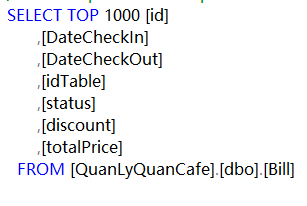 SELECT TOP 1000 [id]
,[DateCheckIn]
,[DateCheckOut]
,[idTable]
,[status]
,[discount]
,[totalPrice]
FROM [QuanLyQuanCafe].[dbo].[Bill]